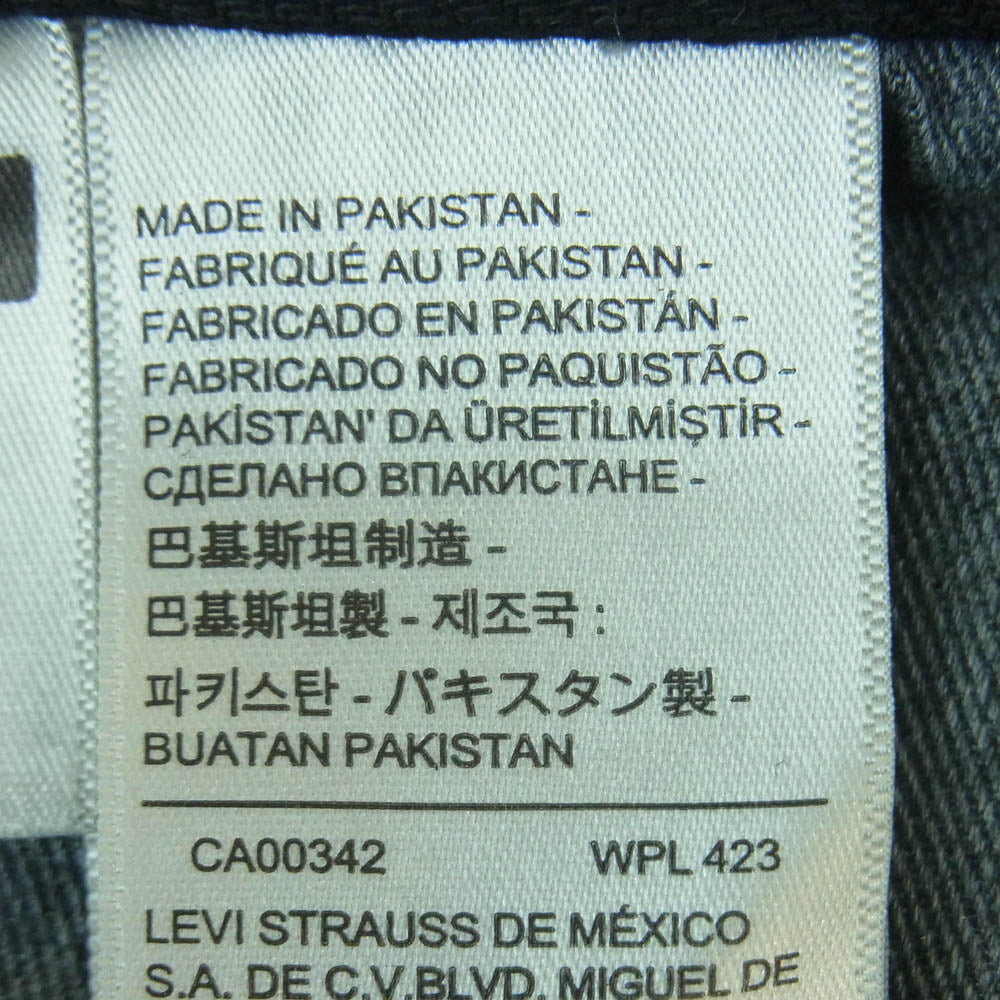 MADE IN PAKISTAN -
FABRIQUÉ AU PAKISTAN -
FABRICADO EN PAKISTÁN -
FABRICADO NO PAQUISTÃO -
PAKİSTAN' DA ÜRETİLMİŞTİR -
СДЕЛАНО ВПАКИСТАНЕ -
巴基斯坦制造 -
巴基斯坦製 - 제조국 :
파키스탄 - パキスタン製 -
BUATAN PAKISTAN
CA00342 WPL 423
LEVI STRAUSS DE MÉXICO
S.A. DE C.V.BLVD. MIGUEL DE